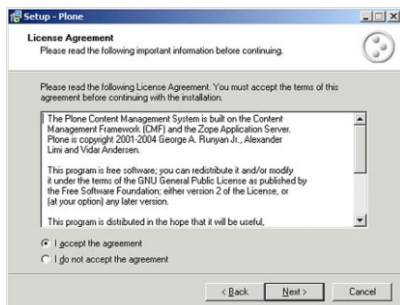 Setup - Plone
License Agreement
Please read the following important information before continuing.
Please read the following License Agreement. You must accept the terms of this
agreement before continuing with the installation.
The Plone Content Management System is built on the Content
Management Framework (CMF) and the Zope Application Server.
Plone is copyright 2001-2004 George A. Runyan Jr., Alexander
Limi and Vidar Andersen.
This program is free software; you can redistribute it and/or modify
it under the terms of the GNU General Public License as published by
the Free Software Foundation; either version 2 of the License, or
(at your option) any later version.
This program is distributed in the hope that it will be useful,
I accept the agreement
I do not accept the agreement
< Back
Next >
Cancel